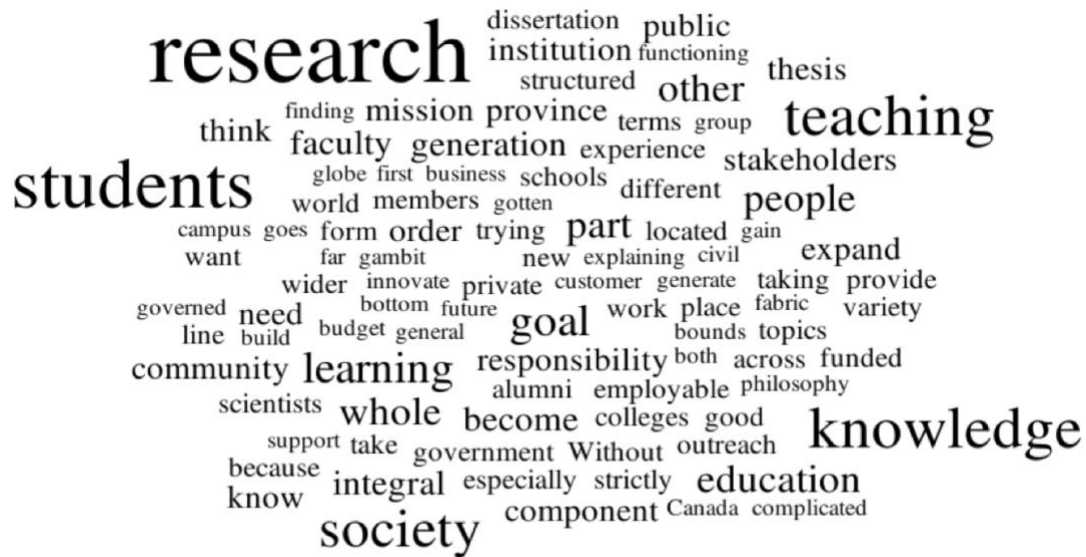 dissertation public
research institution functioning
structured other thesis
finding mission province terms group teaching
think faculty generation experience stakeholders
students globe first business schools different people
world members gotten
campus goes form order trying part located gain
want far gambit new explaining civil expand
wider innovate private customer generate taking provide
governed need bottom future goal work place fabric variety
line build budget general bounds topics
community learning responsibility both across funded
alumni employable philosophy
scientists whole become colleges good knowledge
support take government Without outreach
because integral especially strictly education
know component Canada complicated
society